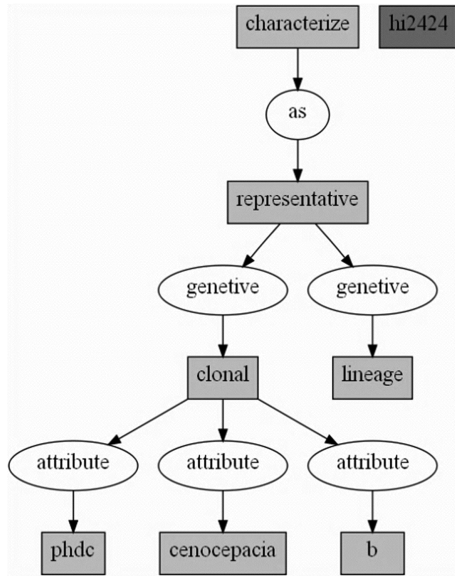 characterize hi2424
as
representative
genetive genetive
clonal lineage
attribute attribute attribute
phdc cenocepacia b